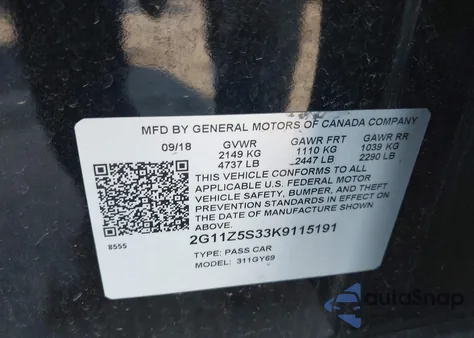 MFD BY GENERAL MOTORS OF CANADA COMPANY
09/18 GVWR GAWR FRT GAWR RR
2149 KG 1110 KG 1039 KG
4737 LB 2447 LB 2290 LB
THIS VEHICLE CONFORMS TO ALL
APPLICABLE U.S. FEDERAL MOTOR
VEHICLE SAFETY, BUMPER, AND THEFT
PREVENTION STANDARDS IN EFFECT ON
THE DATE OF MANUFACTURE SHOWN
ABOVE.
8555
2G11Z5S33K9115191
TYPE: PASS CAR
MODEL: 311GY69
autoSnap